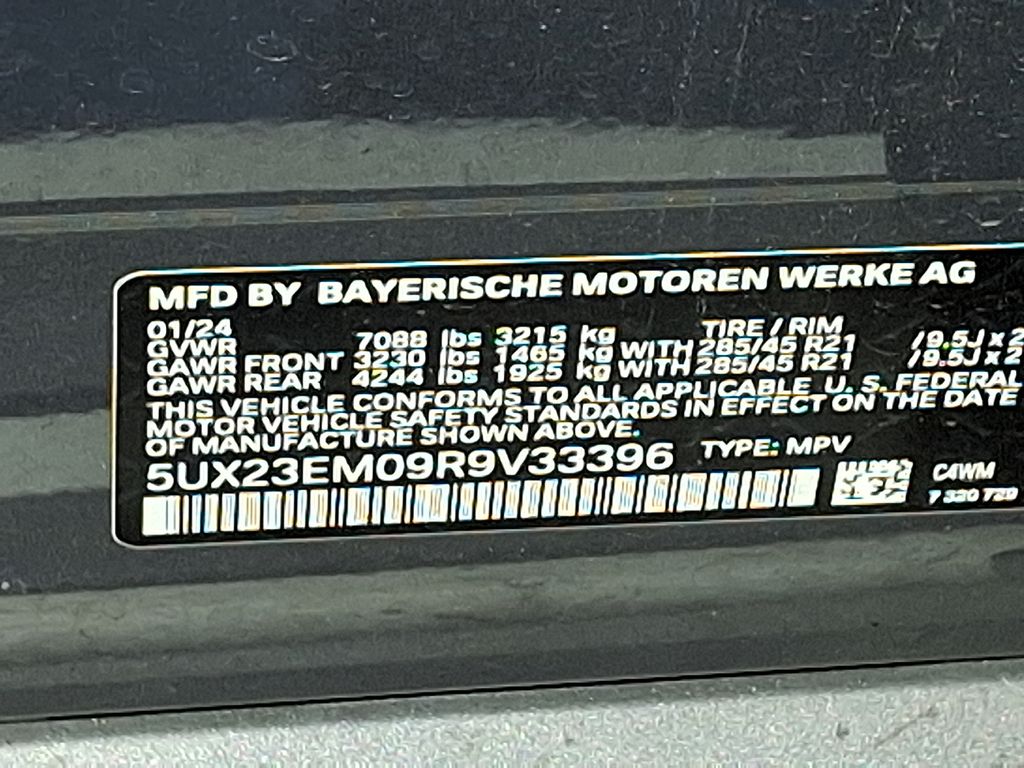 MFD BY BAYERISCHE MOTOREN WERKE AG
01/24 TIRE / RIM
GVWR 7088 lbs 3215 kg
GAWR FRONT 3230 lbs 1465 kg WITH 285/45 R21 /9.5J x 2
GAWR REAR 4244 lbs 1925 kg WITH 285/45 R21 /9.5J x 2
THIS VEHICLE CONFORMS TO ALL APPLICABLE U. S. FEDERAL
MOTOR VEHICLE SAFETY STANDARDS IN EFFECT ON THE DATE
OF MANUFACTURE SHOWN ABOVE.
5UX23EM09R9V33396 TYPE: MPV
C4WM
7 320 720